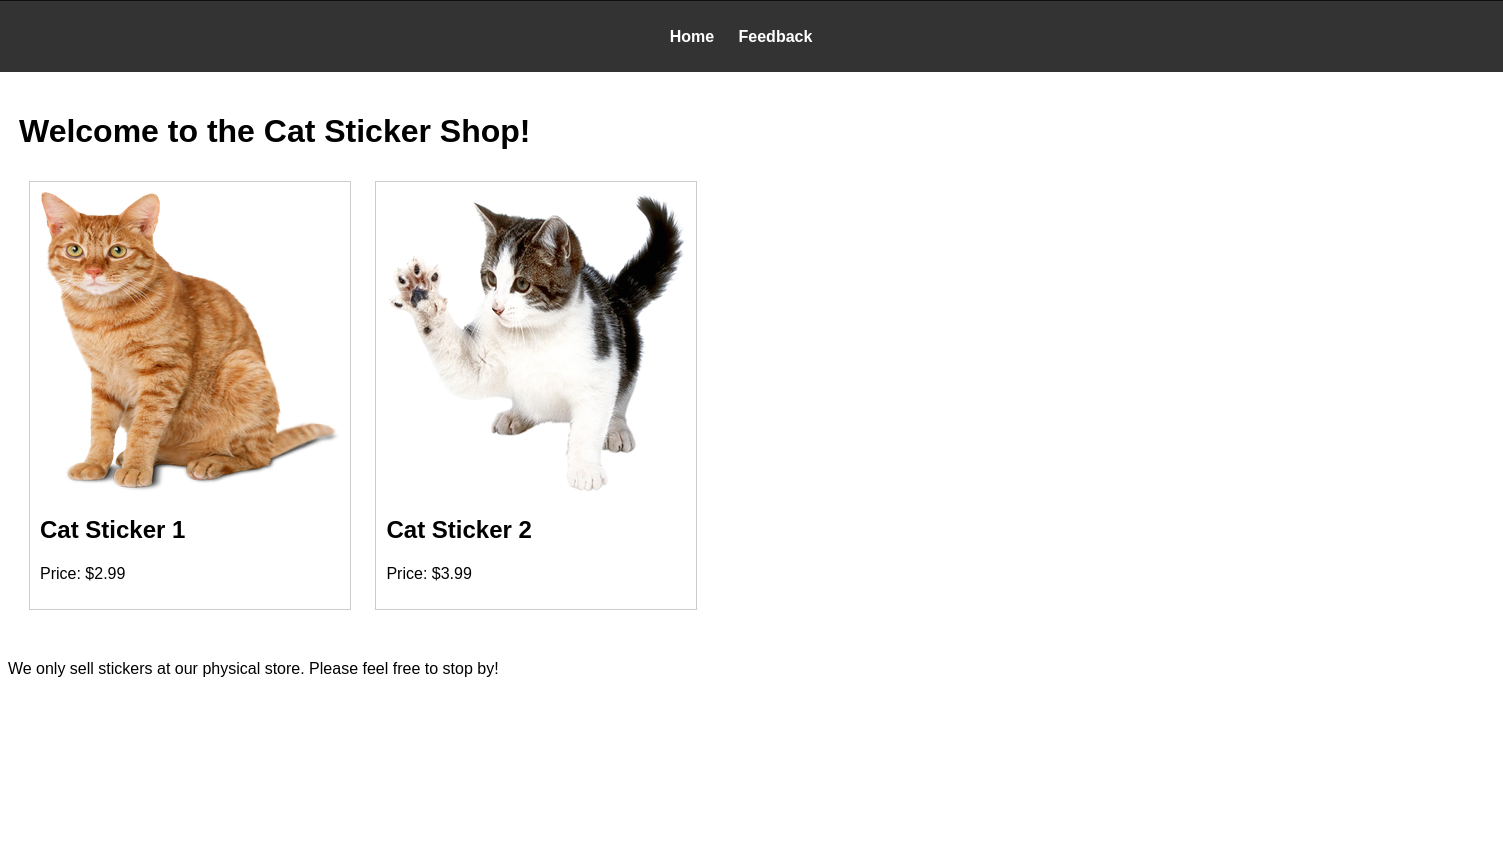 Home Feedback
Welcome to the Cat Sticker Shop!
Cat Sticker 1
Price: $2.99
Cat Sticker 2
Price: $3.99
We only sell stickers at our physical store. Please feel free to stop by!